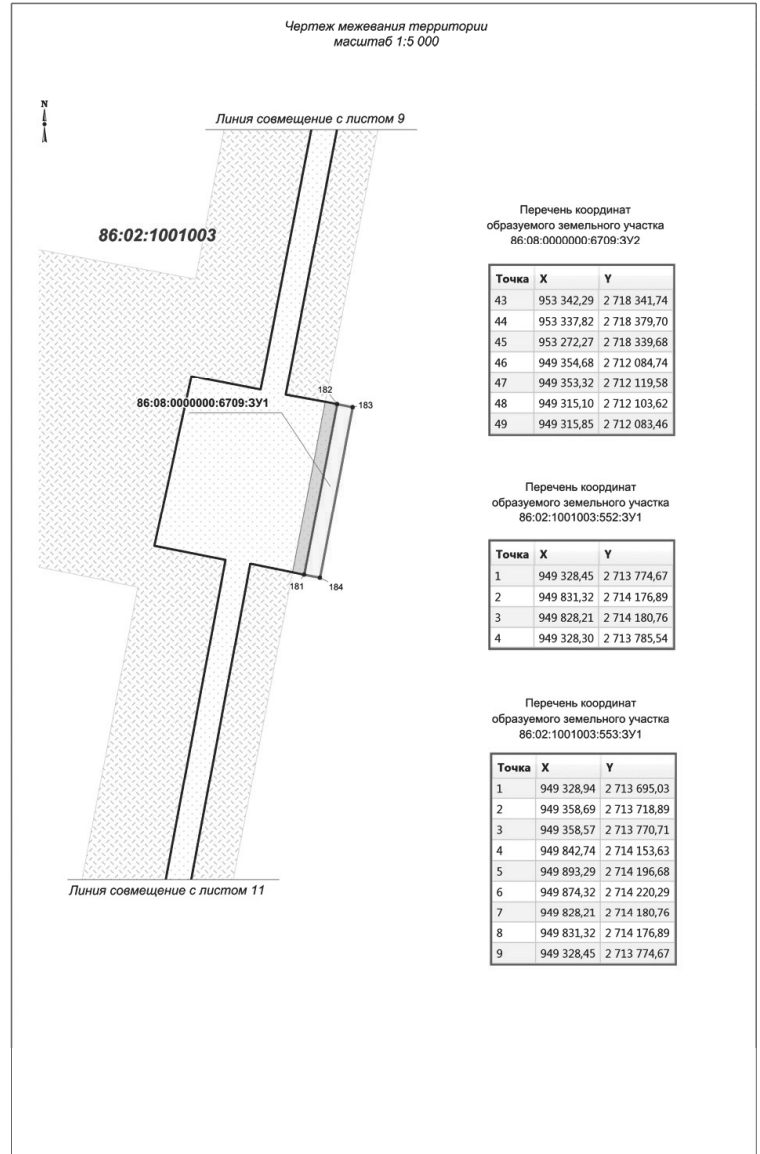 Чертеж межевания территории
масштаб 1:5 000
N
Линия совмещение с листом 9
86:02:1001003
182
183
86:08:0000000:6709:ЗУ1
181
184
Линия совмещение с листом 11
Перечень координат
образуемого земельного участка
86:08:0000000:6709:ЗУ2
Точка X Y
43 953 342,29 2 718 341,74
44 953 337,82 2 718 379,70
45 953 272,27 2 718 339,68
46 949 354,68 2 712 084,74
47 949 353,32 2 712 119,58
48 949 315,10 2 712 103,62
49 949 315,85 2 712 083,46
Перечень координат
образуемого земельного участка
86:02:1001003:552:ЗУ1
Точка X Y
1 949 328,45 2 713 774,67
2 949 831,32 2 714 176,89
3 949 828,21 2 714 180,76
4 949 328,30 2 713 785,54
Перечень координат
образуемого земельного участка
86:02:1001003:553:ЗУ1
Точка X Y
1 949 328,94 2 713 695,03
2 949 358,69 2 713 718,89
3 949 358,57 2 713 770,71
4 949 842,74 2 714 153,63
5 949 893,29 2 714 196,68
6 949 874,32 2 714 220,29
7 949 828,21 2 714 180,76
8 949 831,32 2 714 176,89
9 949 328,45 2 713 774,67